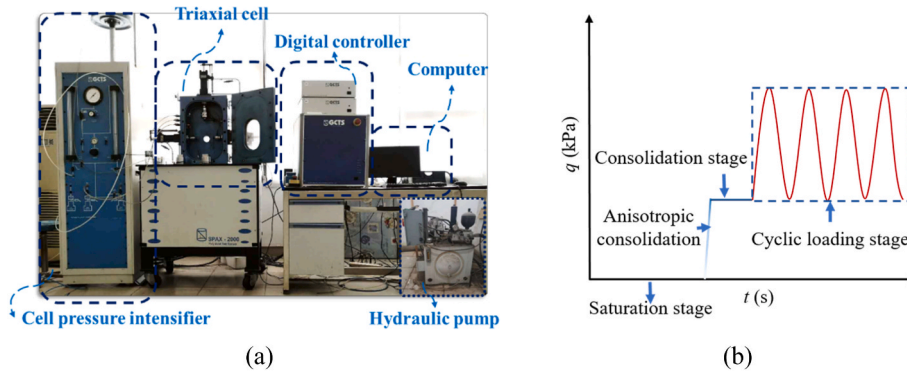 Triaxial cell
Digital controller
Computer
GCTS
GCTS
SPAX - 2000
Cell pressure intensifier
Hydraulic pump
(a)
q (kPa)
Consolidation stage
Anisotropic
consolidation
Cyclic loading stage
t (s)
Saturation stage
(b)